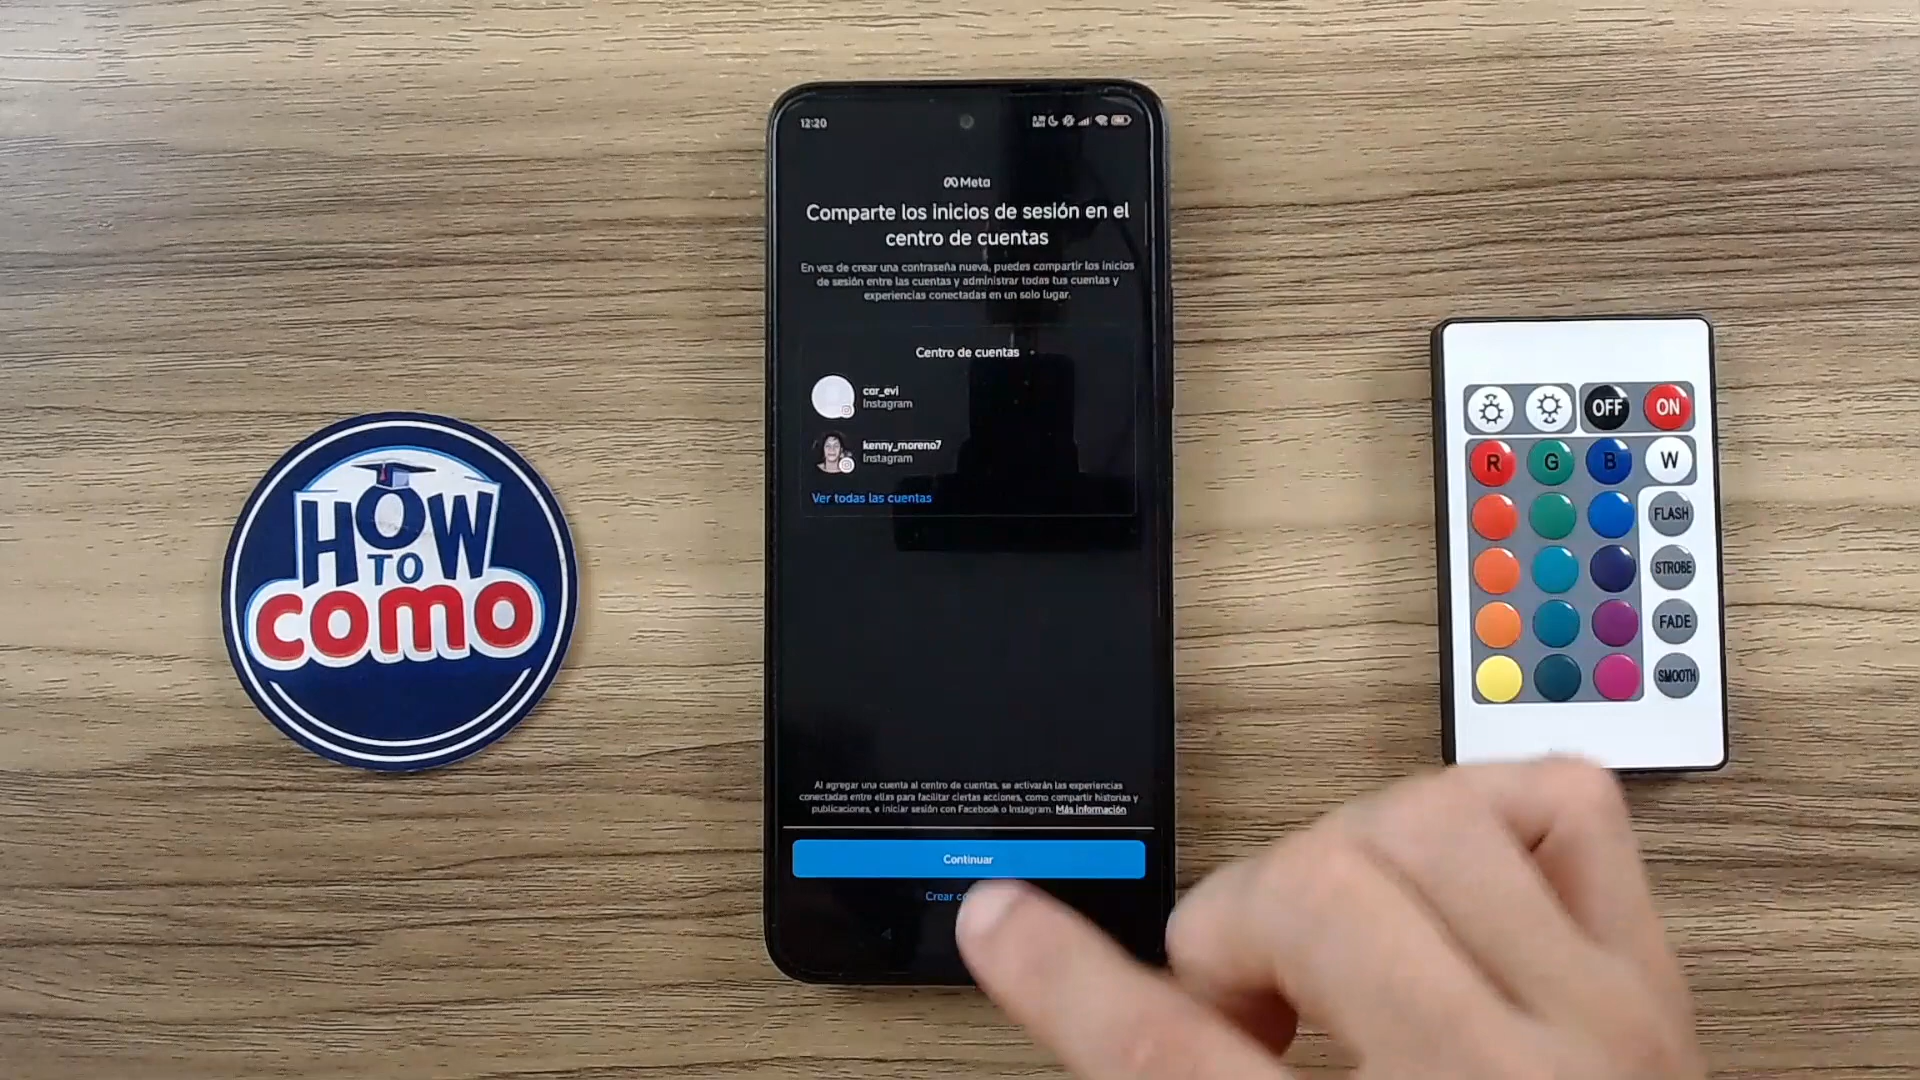 12:20
Meta
Comparte los inicios de sesión en el
centro de cuentas
En vez de crear una contraseña nueva, puedes compartir los inicios
de sesión entre las cuentas y administrar todas tus cuentas y
experiencias conectadas en un solo lugar.
Centro de cuentas
car_evi
Instagram
kenny_moreno7
Instagram
Ver todas las cuentas
Al agregar una cuenta al centro de cuentas, se activarán las experiencias
conectadas entre ellas para facilitar ciertas acciones, como compartir historias y
publicaciones, e iniciar sesión con Facebook o Instagram. Más información
Continuar
Crear
HOW
TO
COMO
OFF ON
R G B W
FLASH
STROBE
FADE
SMOOTH